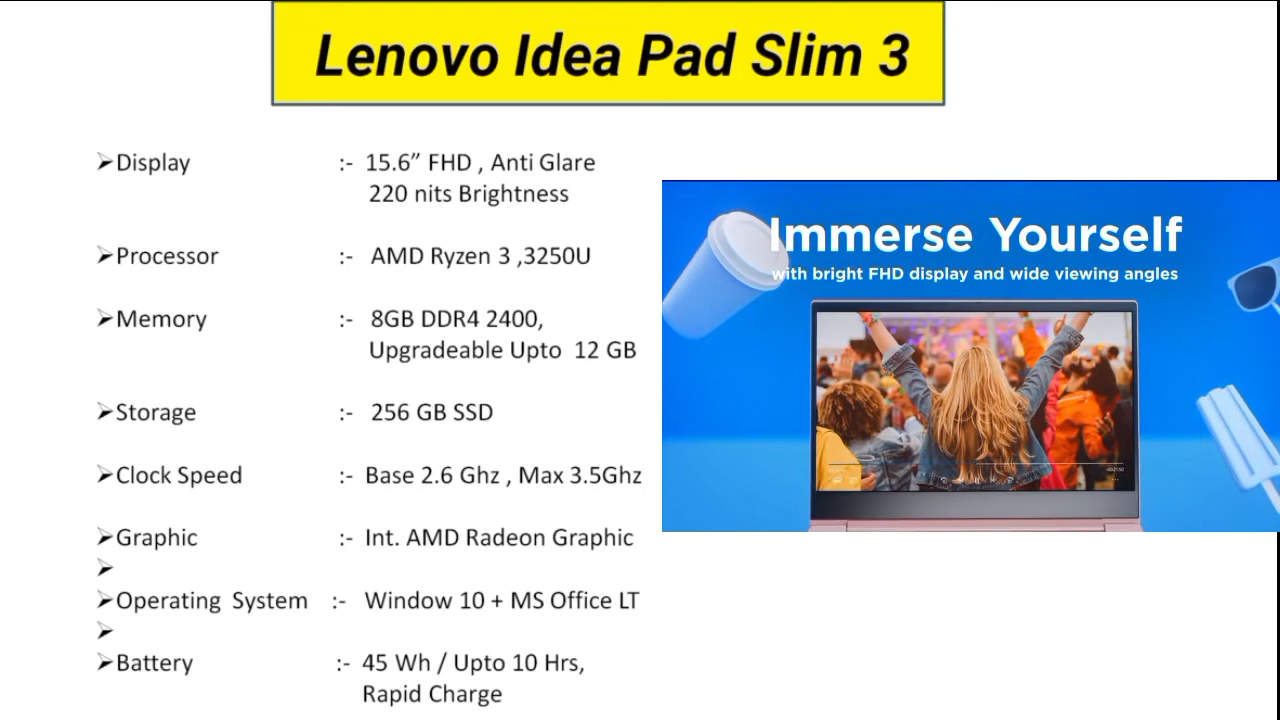 Lenovo Idea Pad Slim 3
➢Display :- 15.6” FHD , Anti Glare
220 nits Brightness
➢Processor :- AMD Ryzen 3 ,3250U
➢Memory :- 8GB DDR4 2400,
Upgradeable Upto 12 GB
➢Storage :- 256 GB SSD
➢Clock Speed :- Base 2.6 Ghz , Max 3.5Ghz
➢Graphic :- Int. AMD Radeon Graphic
➢
➢Operating System :- Window 10 + MS Office LT
➢
➢Battery :- 45 Wh / Upto 10 Hrs,
Rapid Charge
Immerse Yourself
with bright FHD display and wide viewing angles